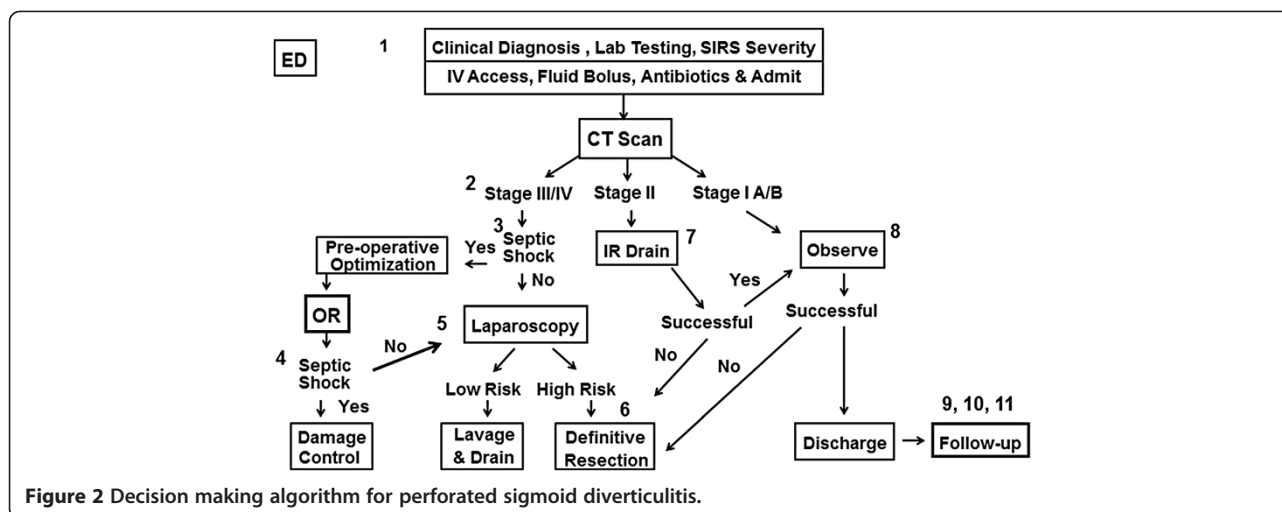 1
Clinical Diagnosis , Lab Testing, SIRS Severity
ED
IV Access, Fluid Bolus, Antibiotics & Admit
CT Scan
2
Stage III/IV
Stage II
Stage I A/B
3
Septic
Shock
Yes
Pre-operative
Optimization
No
7
IR Drain
8
Observe
Yes
OR
5
Laparoscopy
Successful
Successful
4
Septic
Shock
No
No
No
Low Risk
High Risk
Yes
6
9, 10, 11
Damage
Control
Lavage
& Drain
Definitive
Resection
Discharge
Follow-up
Figure 2 Decision making algorithm for perforated sigmoid diverticulitis.